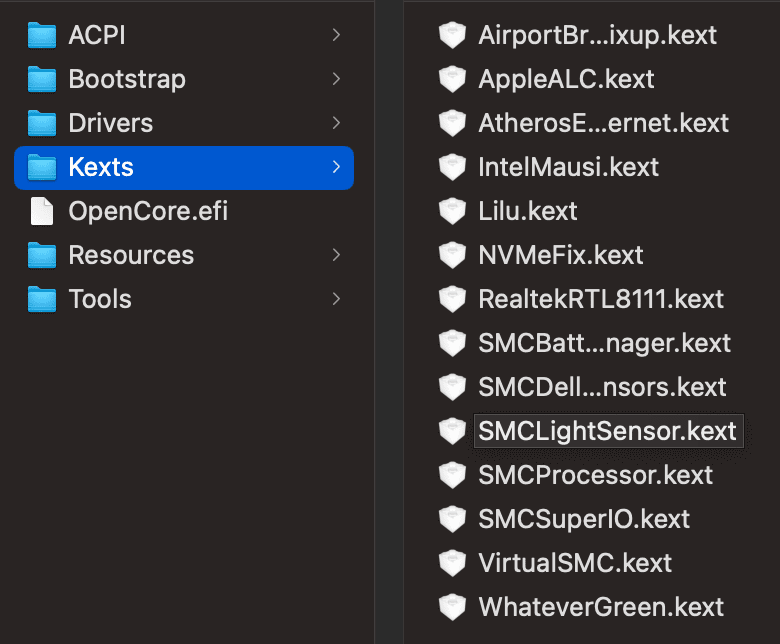 ACPI
Bootstrap
Drivers
Kexts
OpenCore.efi
Resources
Tools
AirportBr...ixup.kext
AppleALC.kext
AtherosE...ernet.kext
IntelMausi.kext
Lilu.kext
NVMeFix.kext
RealtekRTL8111.kext
SMCBatt...nager.kext
SMCDell...nsors.kext
SMCLightSensor.kext
SMCProcessor.kext
SMCSuperIO.kext
VirtualSMC.kext
WhateverGreen.kext